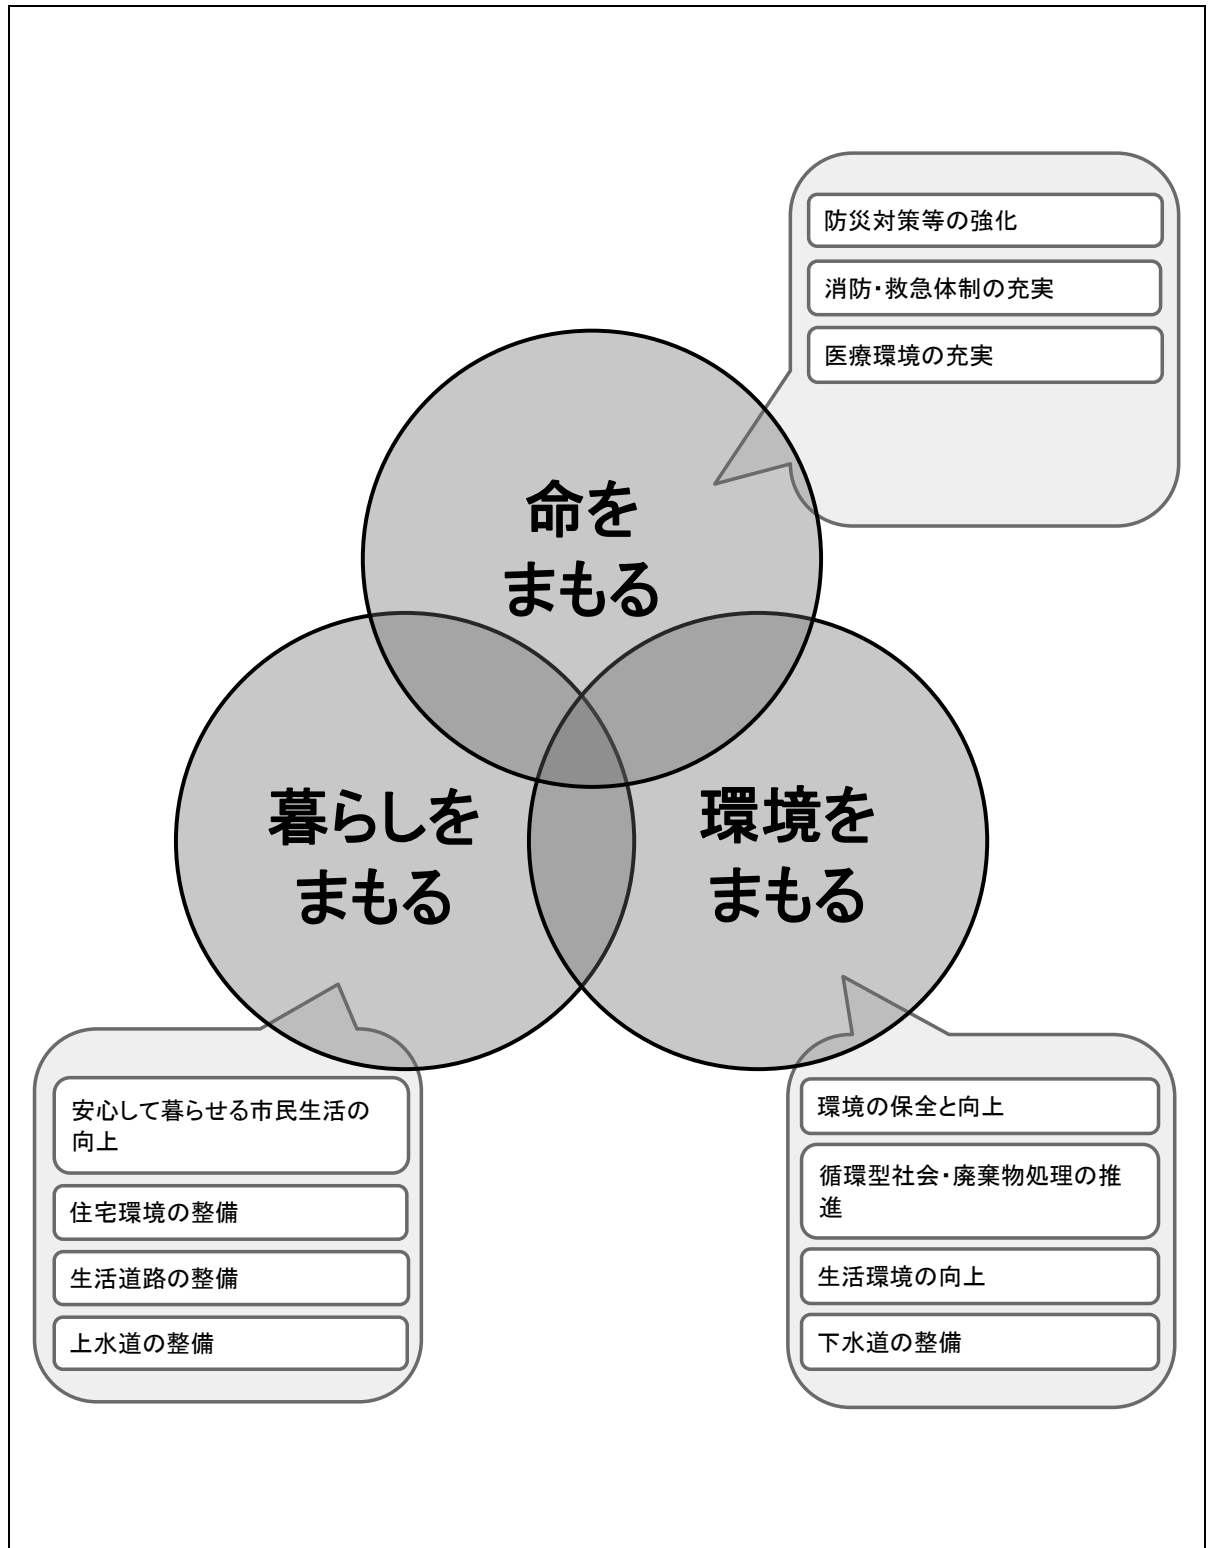 防災対策等の強化
消防・救急体制の充実
医療環境の充実
命を
まもる
暮らしを
まもる
環境を
まもる
安心して暮らせる市民生活の
向上
住宅環境の整備
生活道路の整備
上水道の整備
環境の保全と向上
循環型社会・廃棄物処理の推
進
生活環境の向上
下水道の整備